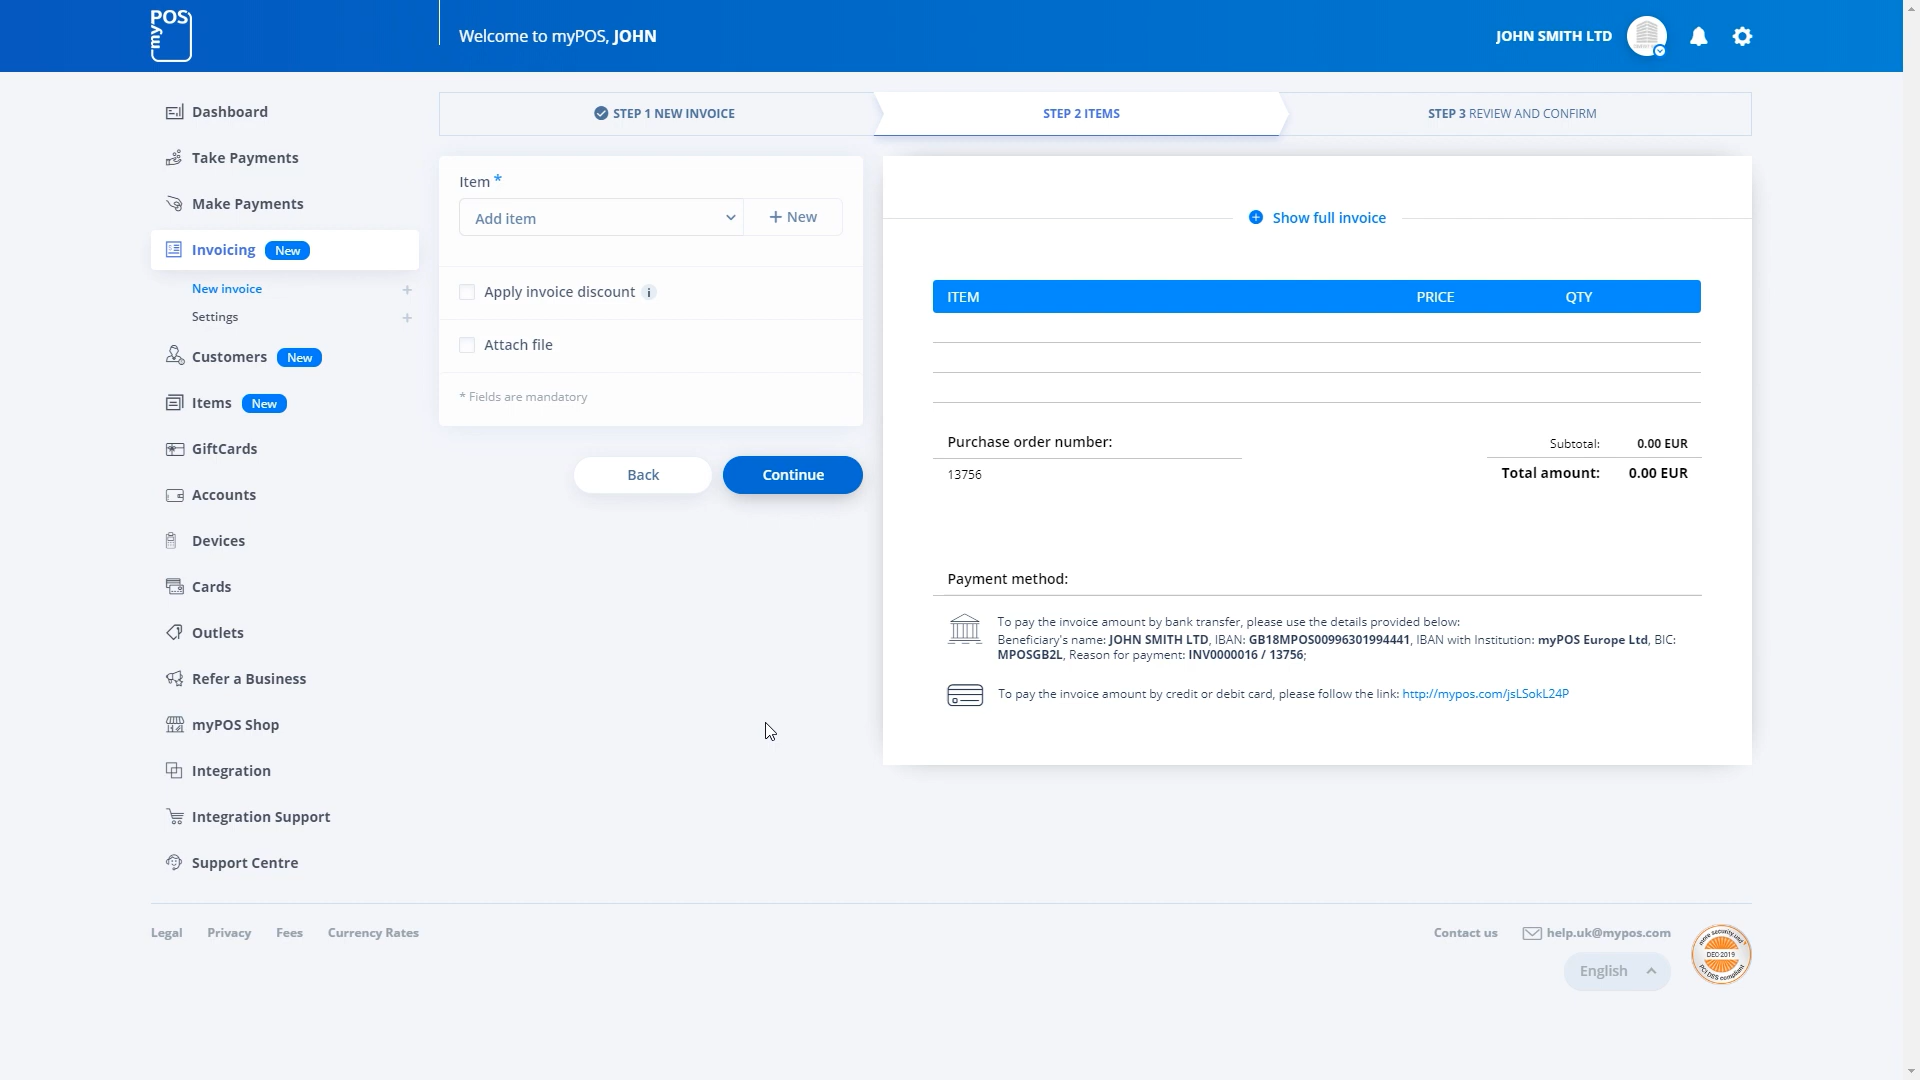 myPOS
Welcome to myPOS, JOHN
JOHN SMITH LTD
Dashboard
Take Payments
Make Payments
Invoicing New
New invoice +
Settings +
Customers New
Items New
GiftCards
Accounts
Devices
Cards
Outlets
Refer a Business
myPOS Shop
Integration
Integration Support
Support Centre
STEP 1 NEW INVOICE
STEP 2 ITEMS
STEP 3 REVIEW AND CONFIRM
Item *
Add item
+ New
Apply invoice discount i
Attach file
* Fields are mandatory
Back
Continue
Show full invoice
ITEM PRICE QTY
Purchase order number:
13756
Subtotal: 0.00 EUR
Total amount: 0.00 EUR
Payment method:
To pay the invoice amount by bank transfer, please use the details provided below:
Beneficiary's name: JOHN SMITH LTD, IBAN: GB18MPOS00996301994441, IBAN with Institution: myPOS Europe Ltd, BIC:
MPOSGB2L, Reason for payment: INV0000016 / 13756;
To pay the invoice amount by credit or debit card, please follow the link: http://mypos.com/jsLSokL24P
Legal Privacy Fees Currency Rates
Contact us help.uk@mypos.com
English
DEC 2019
PCI DSS compliant